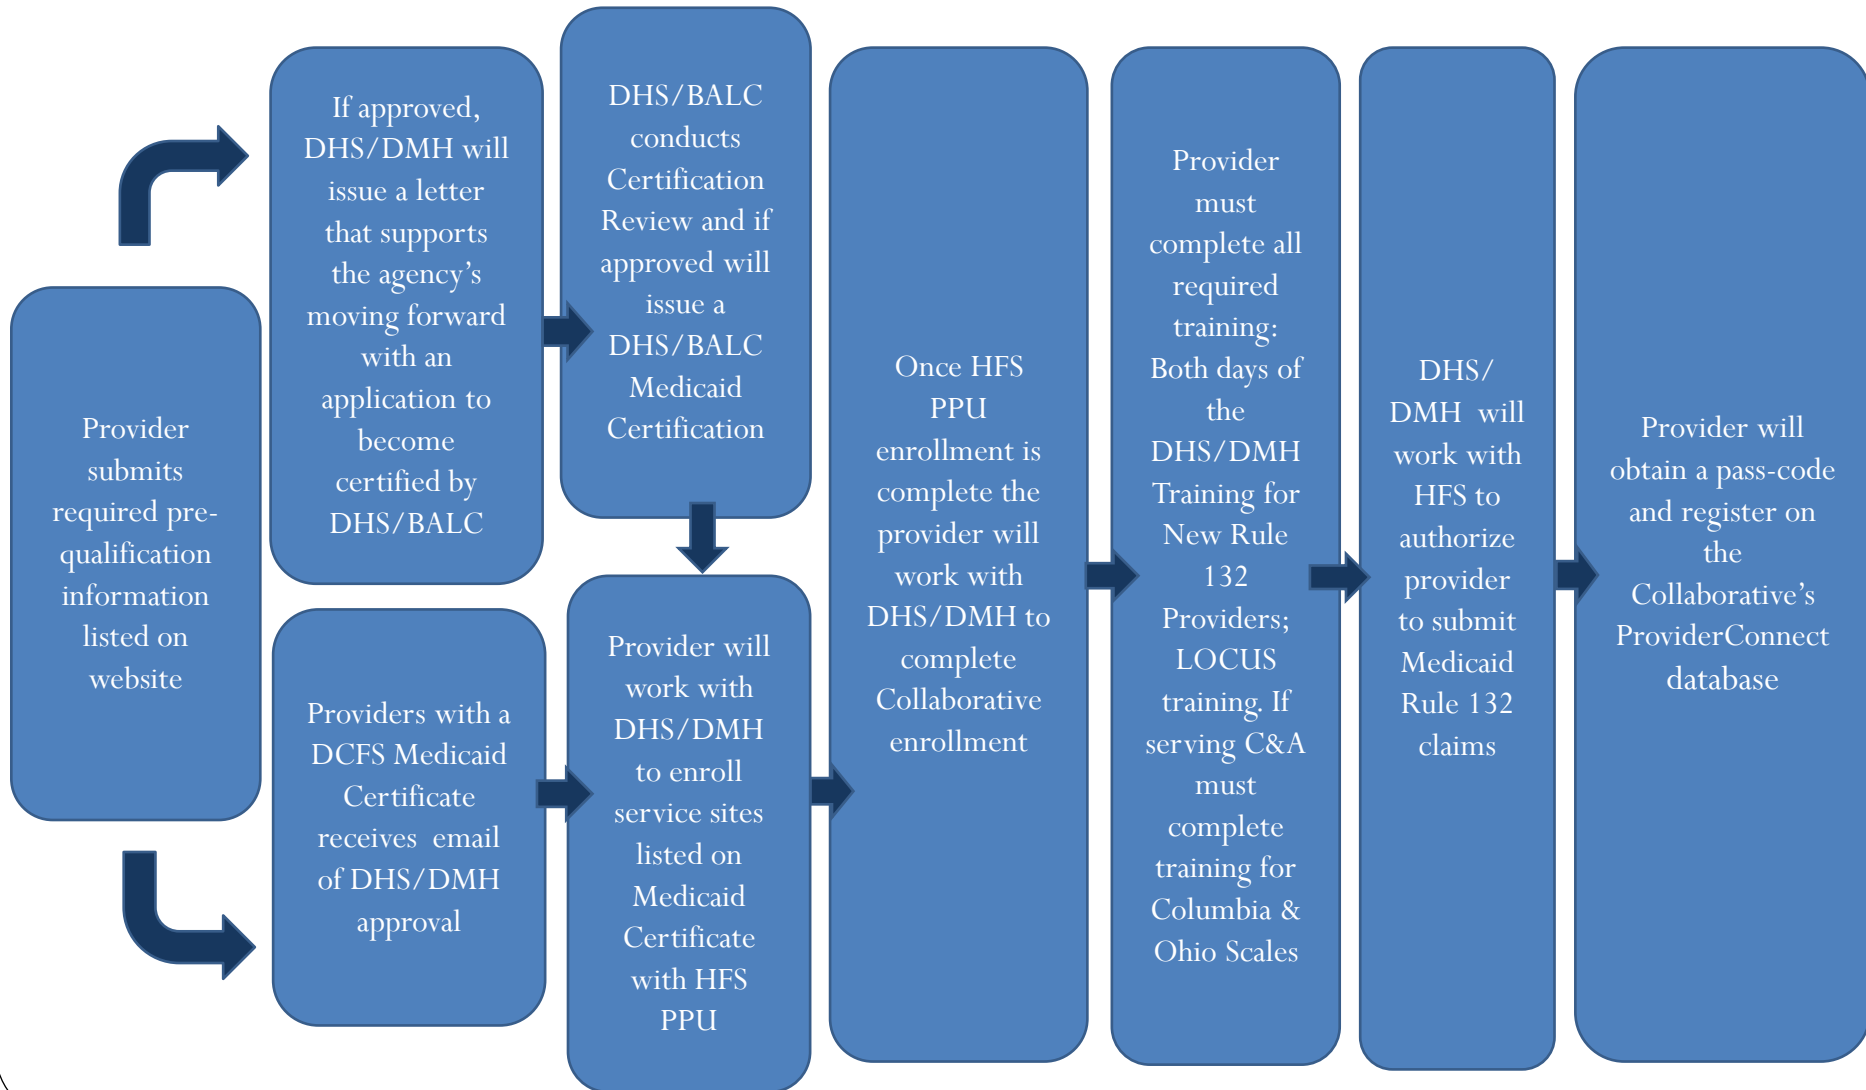 Provider
submits
required pre-
qualification
information
listed on
website
If approved,
DHS/DMH will
issue a letter
that supports
the agency’s
moving forward
with an
application to
become
certified by
DHS/BALC
DHS/BALC
conducts
Certification
Review and if
approved will
issue a
DHS/BALC
Medicaid
Certification
Providers with a
DCFS Medicaid
Certificate
receives email
of DHS/DMH
approval
Provider will
work with
DHS/DMH
to enroll
service sites
listed on
Medicaid
Certificate
with HFS
PPU
Once HFS
PPU
enrollment is
complete the
provider will
work with
DHS/DMH to
complete
Collaborative
enrollment
Provider
must
complete all
required
training:
Both days of
the
DHS/DMH
Training for
New Rule
132
Providers;
LOCUS
training. If
serving C&A
must
complete
training for
Columbia &
Ohio Scales
DHS/
DMH will
work with
HFS to
authorize
provider
to submit
Medicaid
Rule 132
claims
Provider will
obtain a pass-code
and register on
the
Collaborative’s
ProviderConnect
database